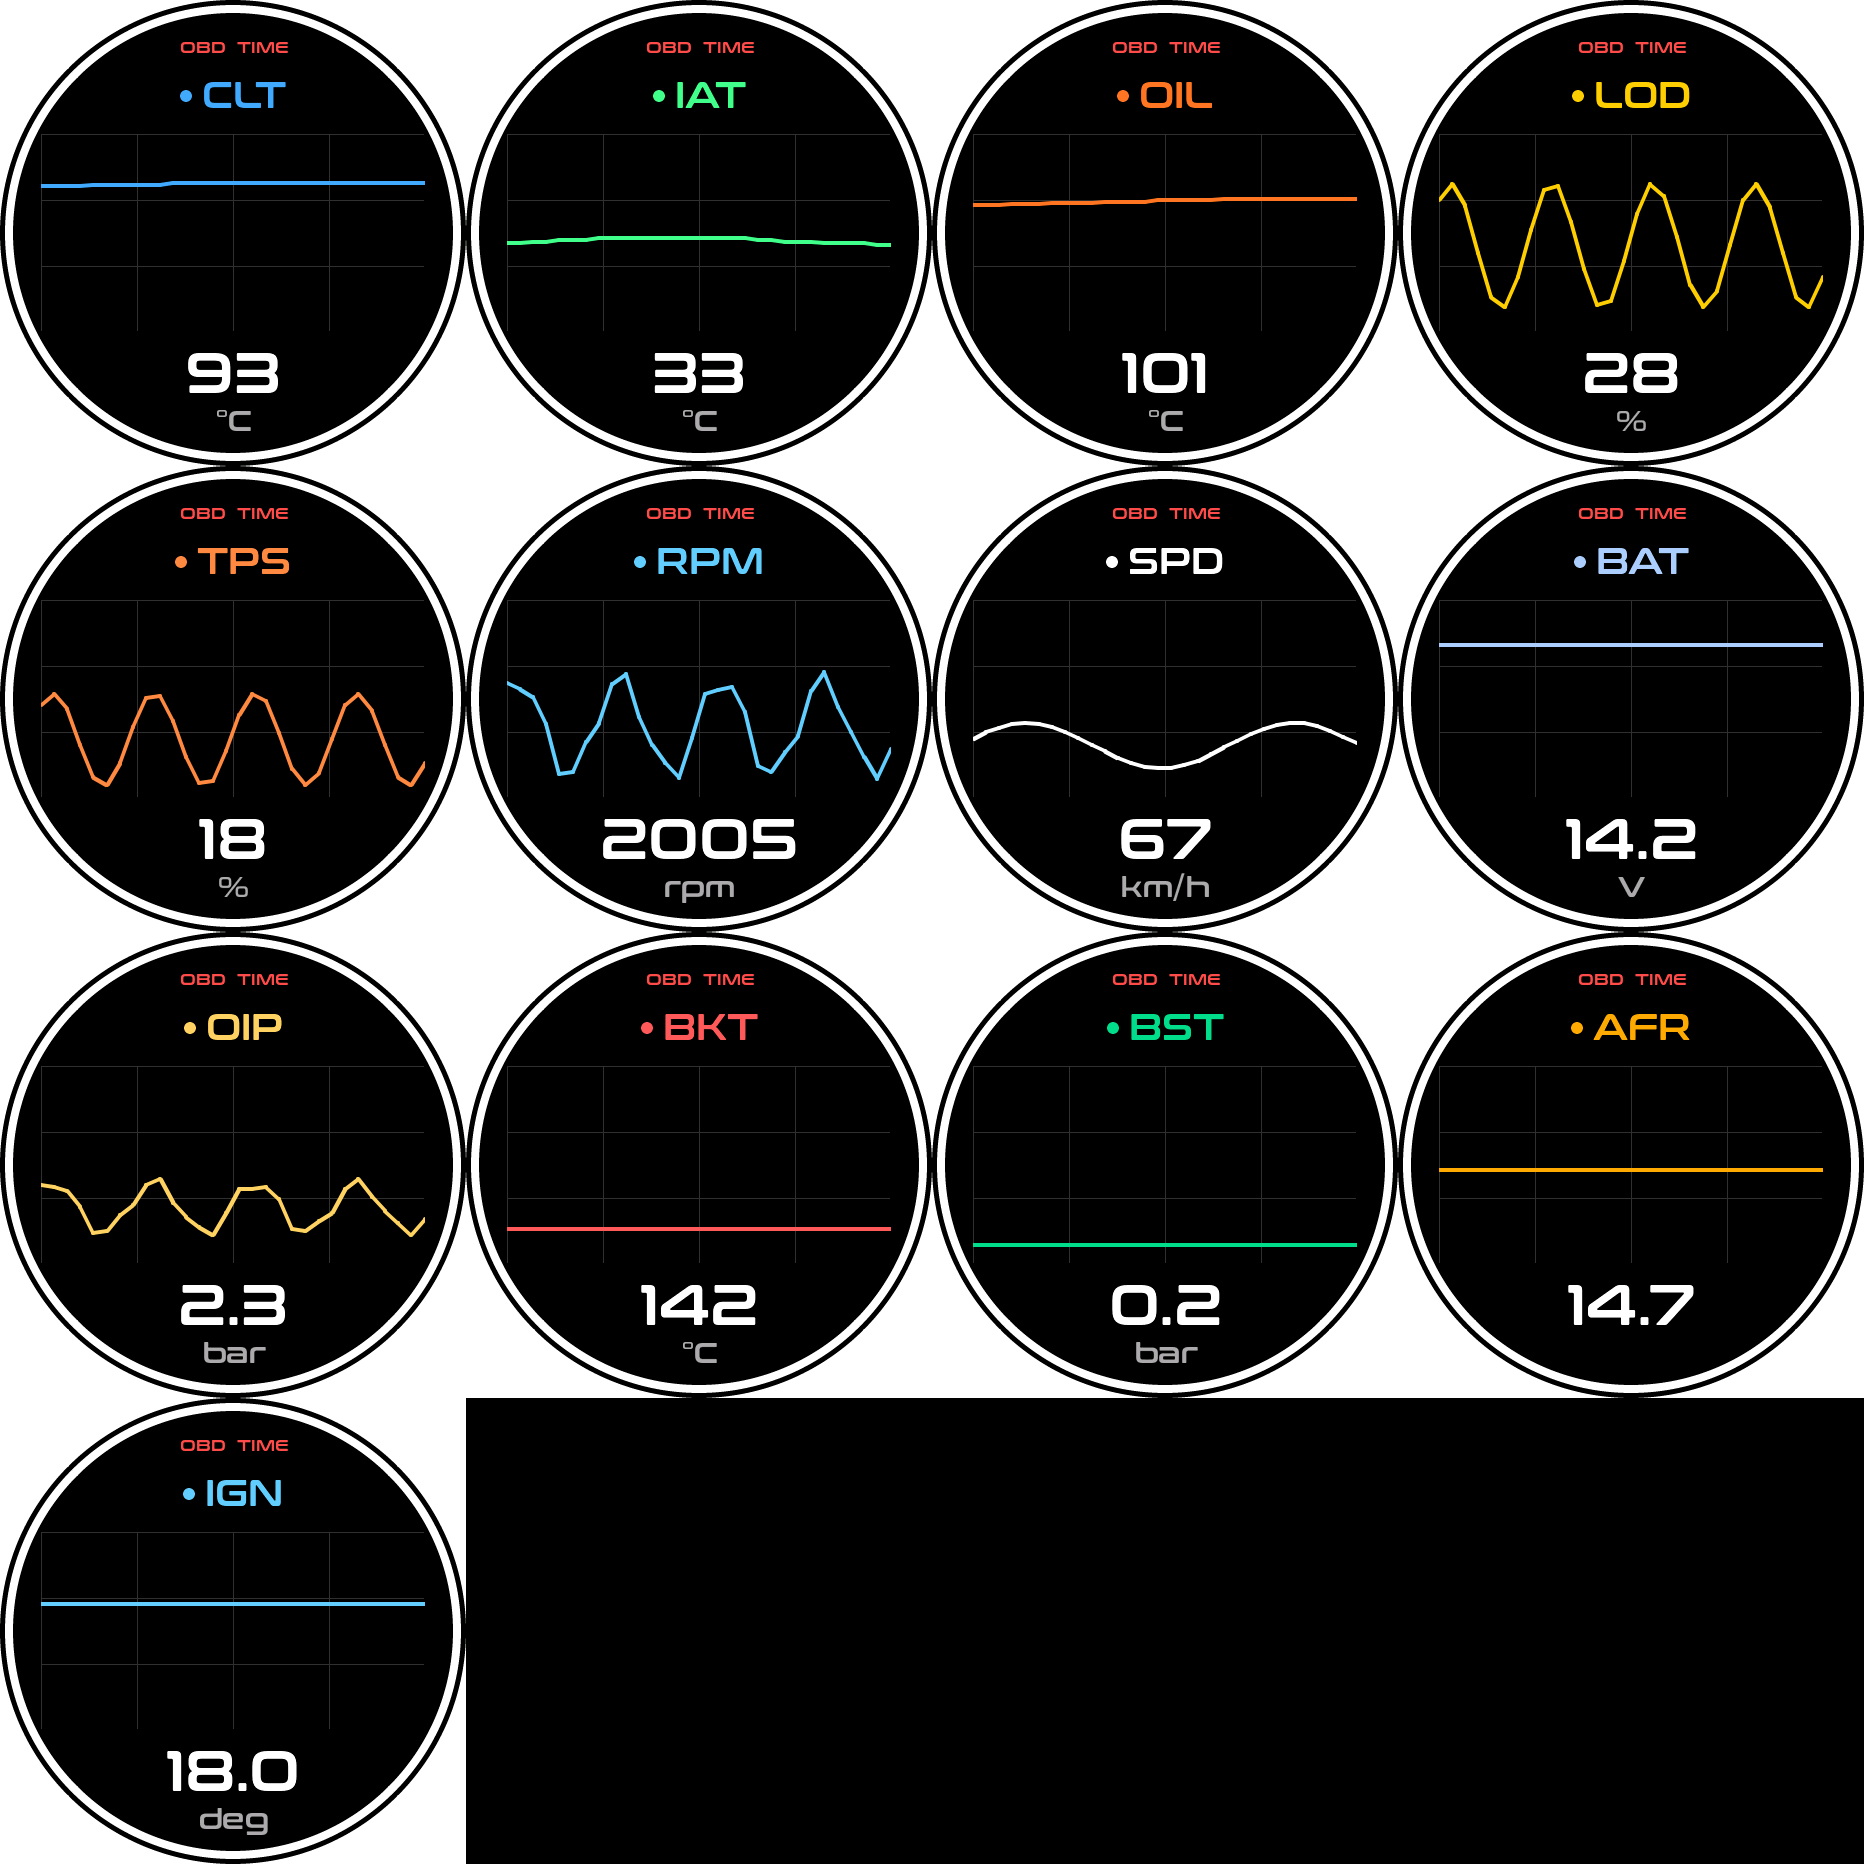 OBD TIME
CLT
93
°C
OBD TIME
IAT
33
°C
OBD TIME
OIL
101
°C
OBD TIME
LOD
28
%
OBD TIME
TPS
18
%
OBD TIME
RPM
2005
rpm
OBD TIME
SPD
67
km/h
OBD TIME
BAT
14.2
V
OBD TIME
OIP
2.3
bar
OBD TIME
BKT
142
°C
OBD TIME
BST
0.2
bar
OBD TIME
AFR
14.7
OBD TIME
IGN
18.0
deg